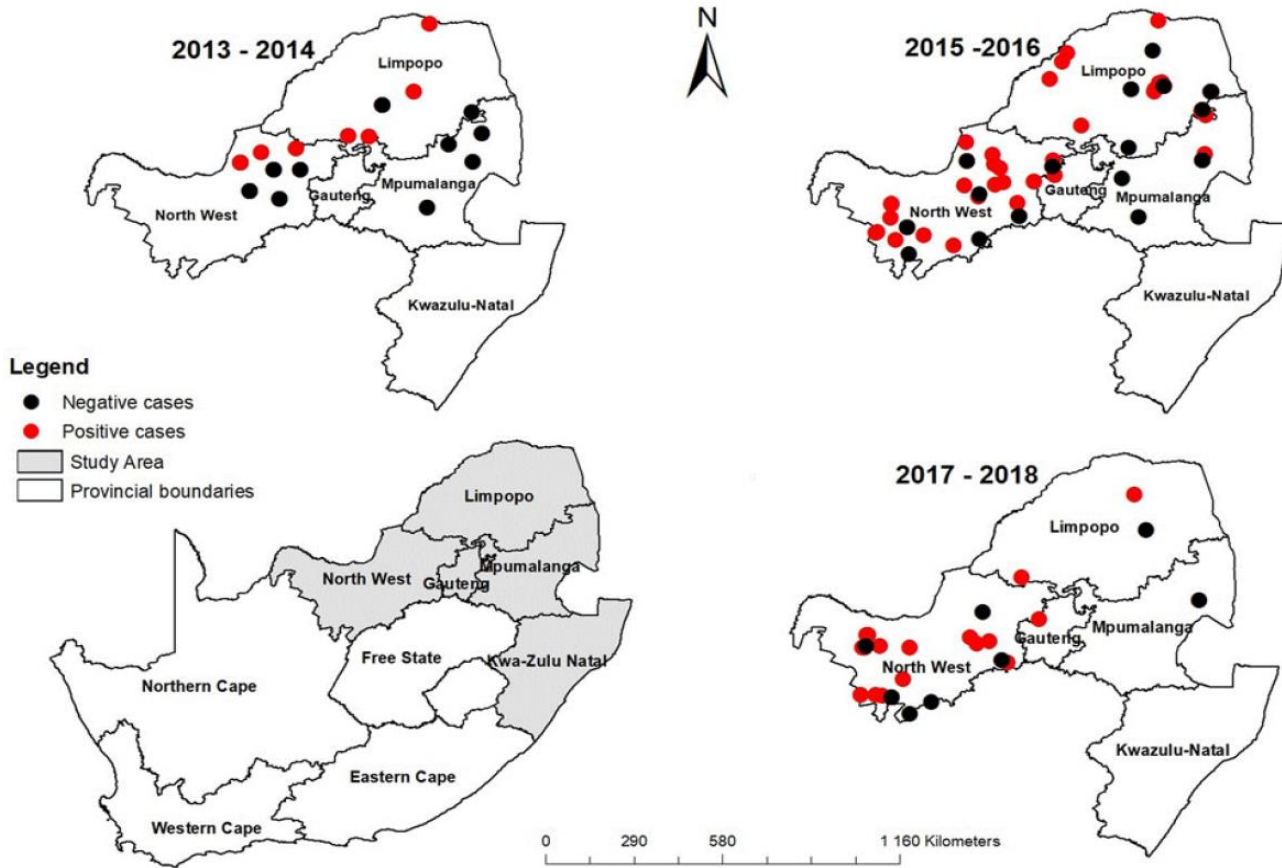 2013 - 2014
Limpopo
North West
Gauteng
Mpumalanga
Kwazulu-Natal
N
2015 -2016
Limpopo
North West
Gauteng
Mpumalanga
Kwazulu-Natal
Legend
Negative cases
Positive cases
Study Area
Provincial boundaries
Limpopo
North West
Gauteng
Mpumalanga
Free State
Kwa-Zulu Natal
Northern Cape
Eastern Cape
Western Cape
2017 - 2018
Limpopo
Mpumalanga
Gauteng
North West
Kwazulu-Natal
0 290 580 1 160 Kilometers